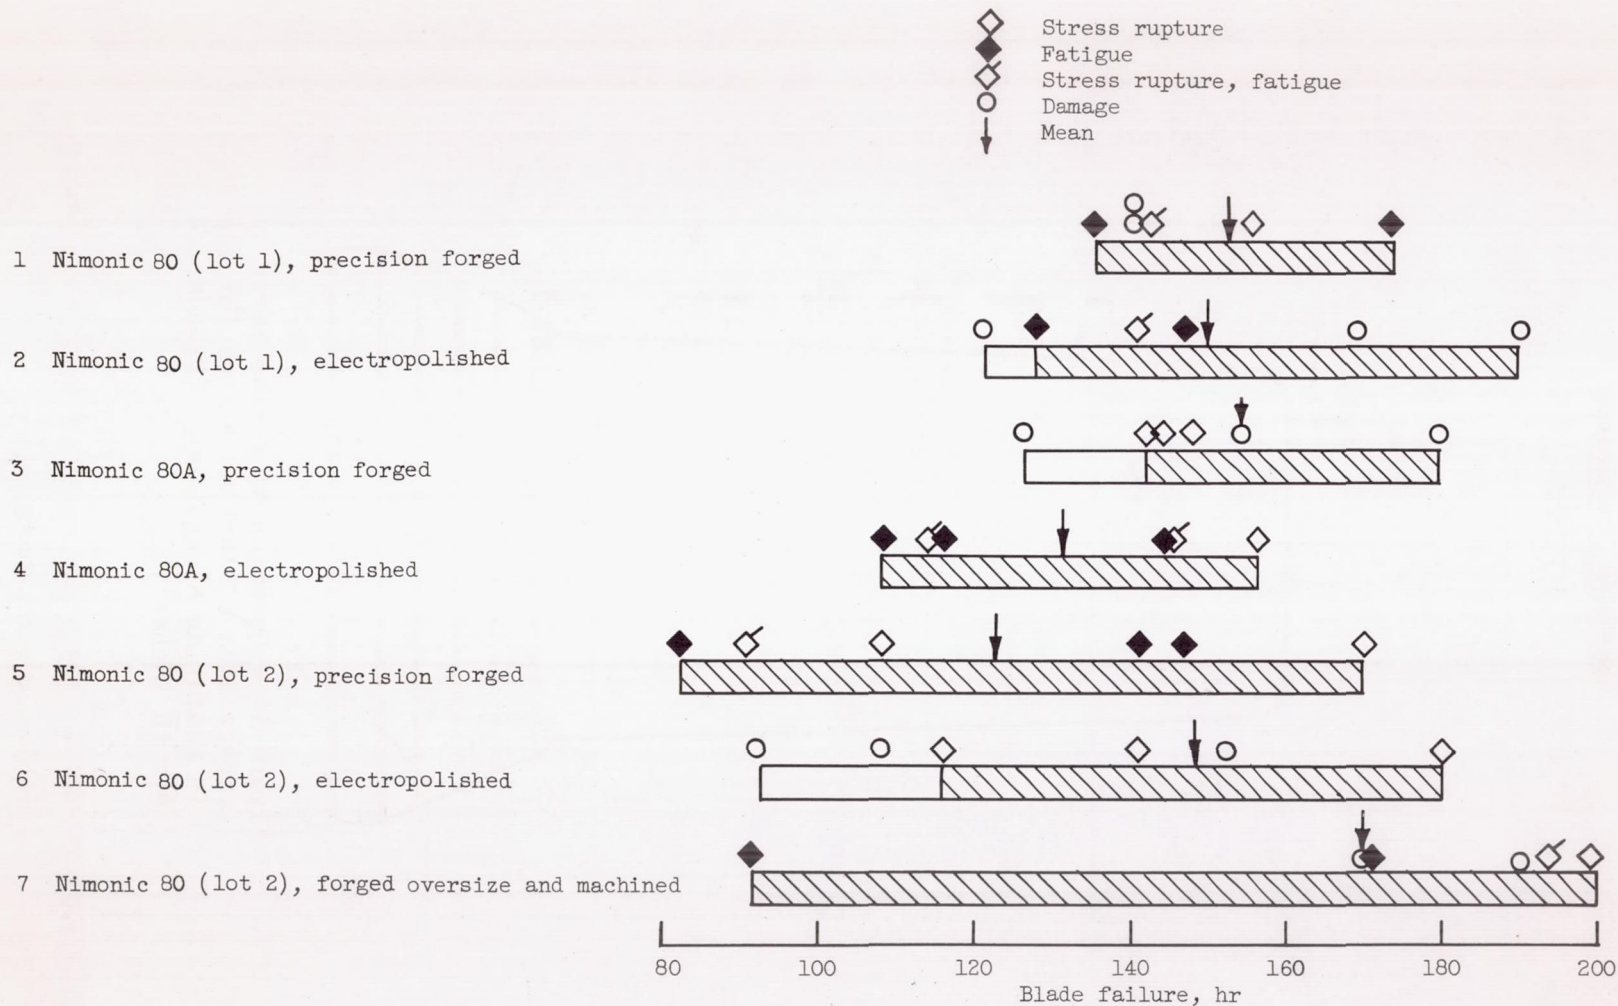 Stress rupture
Fatigue
Stress rupture, fatigue
Damage
Mean
1 Nimonic 80 (lot 1), precision forged
2 Nimonic 80 (lot 1), electropolished
3 Nimonic 80A, precision forged
4 Nimonic 80A, electropolished
5 Nimonic 80 (lot 2), precision forged
6 Nimonic 80 (lot 2), electropolished
7 Nimonic 80 (lot 2), forged oversize and machined
80 100 120 140 160 180 200
Blade failure, hr